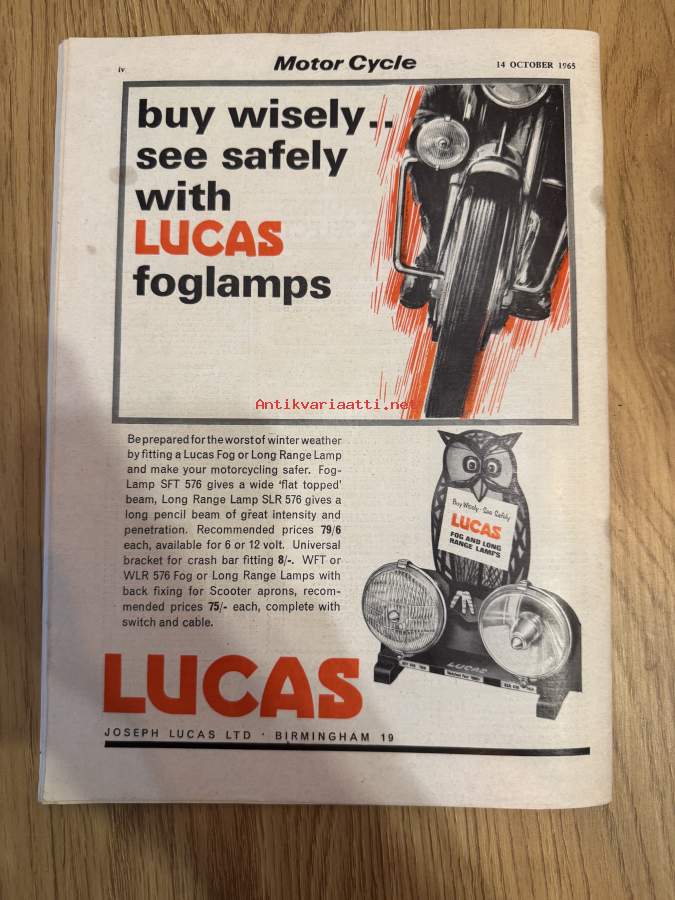 iv
Motor Cycle
14 OCTOBER 1965
buy wisely..
see safely
with
LUCAS
foglamps
Antikvariaatti.net
Be prepared for the worst of winter weather
by fitting a Lucas Fog or Long Range Lamp
and make your motorcycling safer. Fog-
Lamp SFT 576 gives a wide 'flat topped'
beam, Long Range Lamp SLR 576 gives a
long pencil beam of great intensity and
penetration. Recommended prices 79/6
each, available for 6 or 12 volt. Universal
bracket for crash bar fitting 8/-. WFT or
WLR 576 Fog or Long Range Lamps with
back fixing for Scooter aprons, recom-
mended prices 75/- each, complete with
switch and cable.
Buy Wisely - See Safely
LUCAS
FOG AND LONG
RANGE LAMPS
LUCAS
LUCAS
JOSEPH LUCAS LTD · BIRMINGHAM 19